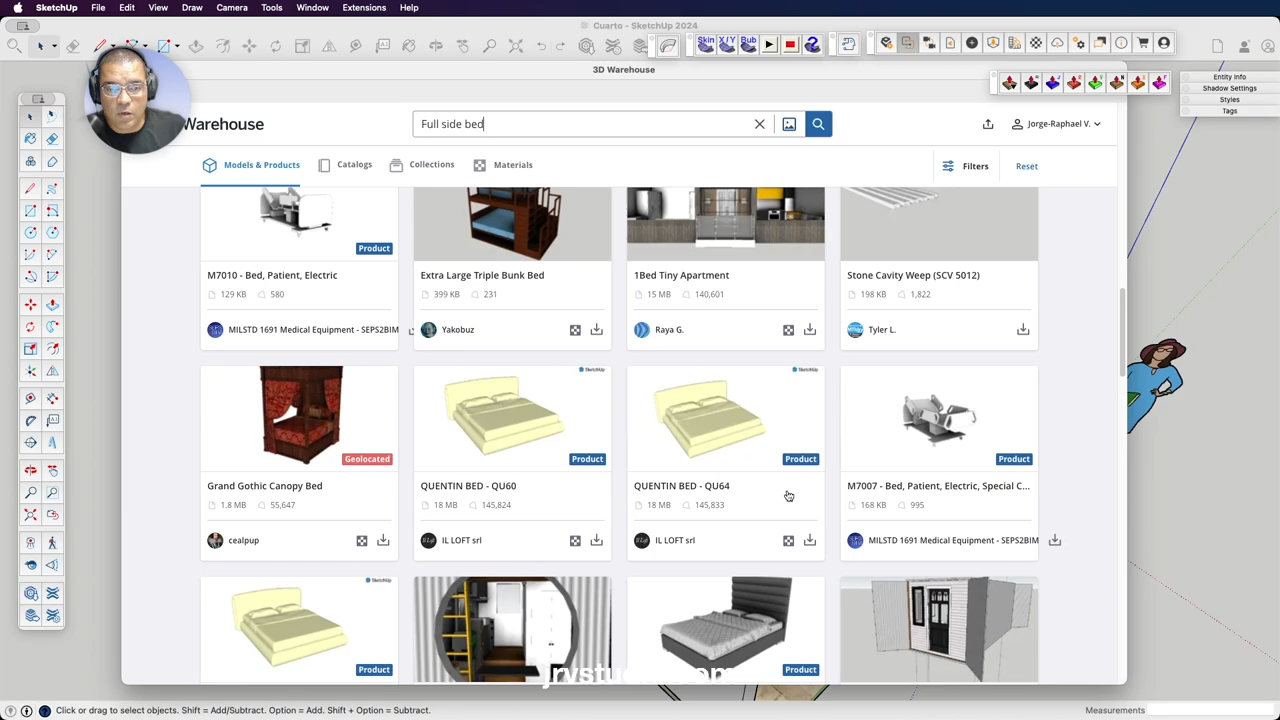 SketchUp File Edit View Draw Camera Tools Window Extensions Help
Cuarto - SketchUp 2024
Skin X/Y Bub
3D Warehouse
Entity Info
Shadow Settings
Styles
Tags
Warehouse
Full side bed
Jorge-Raphael V.
Models & Products
Catalogs
Collections
Materials
Filters
Reset
Product
M7010 - Bed, Patient, Electric
129 KB 580
MILSTD 1691 Medical Equipment - SEPS2BIM
Extra Large Triple Bunk Bed
399 KB 231
Yakobuz
1Bed Tiny Apartment
15 MB 140,601
Raya G.
Stone Cavity Weep (SCV 5012)
198 KB 1,822
Tyler L.
Geolocated
Grand Gothic Canopy Bed
1.8 MB 55,647
cealpup
SketchUp
Product
QUENTIN BED - QU60
18 MB 145,824
IL LOFT srl
SketchUp
Product
QUENTIN BED - QU64
18 MB 145,833
IL LOFT srl
Product
M7007 - Bed, Patient, Electric, Special C...
168 KB 995
MILSTD 1691 Medical Equipment - SEPS2BIM
SketchUp
Product
Product
Click or drag to select objects. Shift = Add/Subtract. Option = Add. Shift + Option = Subtract.
Measurements